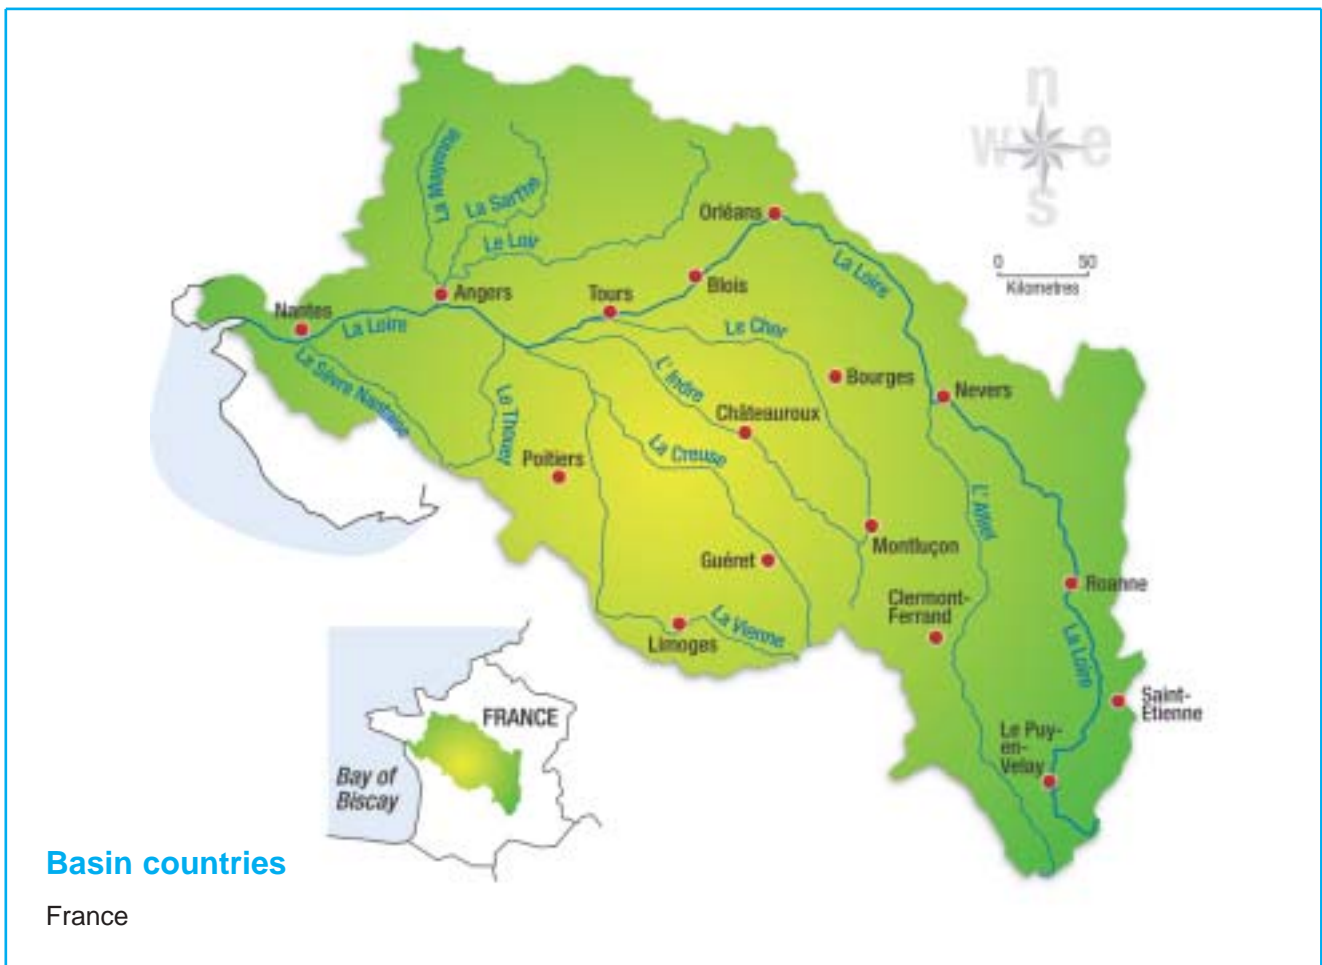 n
w e
s
0 50
Kilometres
La Mayenne
La Sarthe
Le Loir
Orléans
La Loire
Blois
Angers
Tours
Nantes
La Loire
Le Cher
La Sèvre Nantaise
L'Indre
Bourges
Nevers
Châteauroux
Le Thouay
La Creuse
Poitiers
L'Allier
Montluçon
Guéret
Roanne
Clermont-
Ferrand
La Vienne
Limoges
La Loire
Saint-
Etienne
Le Puy-
en-
Velay
FRANCE
Bay of
Biscay
Basin countries
France